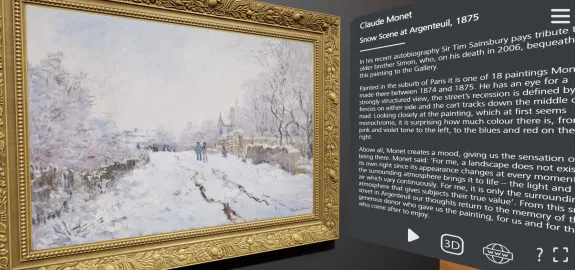 Claude Monet
Snow Scene at Argenteuil, 1875
In his recent autobiography Sir Tim Sainsbury pays tribute
older brother Simon, who, on his death in 2006, bequeath
this painting to the Gallery.
Painted in the suburb of Paris it is one of 18 paintings Mon
made there between 1874 and 1875. He has an eye for a
strongly structured view, the street's recession is defined by
fences on either side and the cart tracks down the middle o
road. Looking closely at the painting, which at first seems
monochrome, it is surprising how much colour there is, from
pink and violet tone to the left, to the blues and red on the
right.
Above all, Monet creates a mood, giving us the sensation o
being there. Monet said: 'For me, a landscape does not exis
its own right since its appearance changes at every moment
the surrounding atmosphere brings it to life – the light and
air which vary continuously. For me, it is only the surroundin
atmosphere that gives subjects their true value'. From this s
street in Argenteuil our thoughts return to the memory of th
generous donor who gave us the painting, for us and for th
who come after to enjoy.
3D
WWW
?